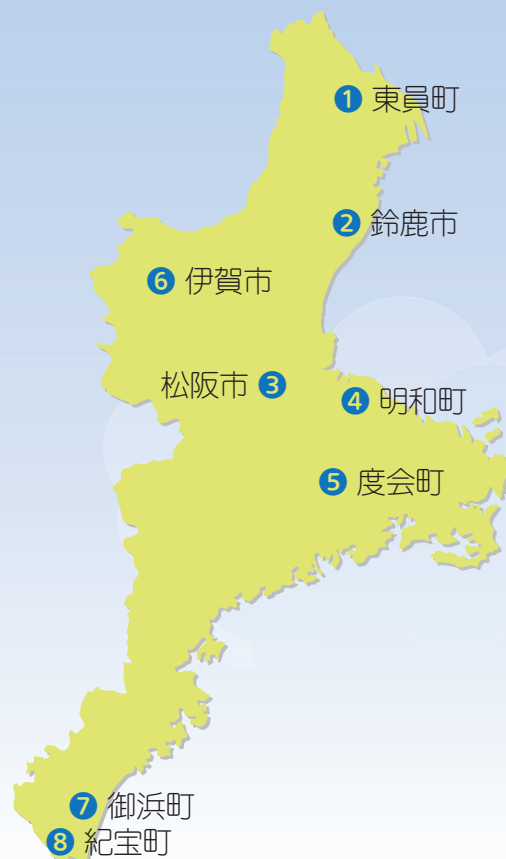 ❶ 東員町
❷ 鈴鹿市
❻ 伊賀市
松阪市 ❸
❹ 明和町
❺ 度会町
❼ 御浜町
❽ 紀宝町